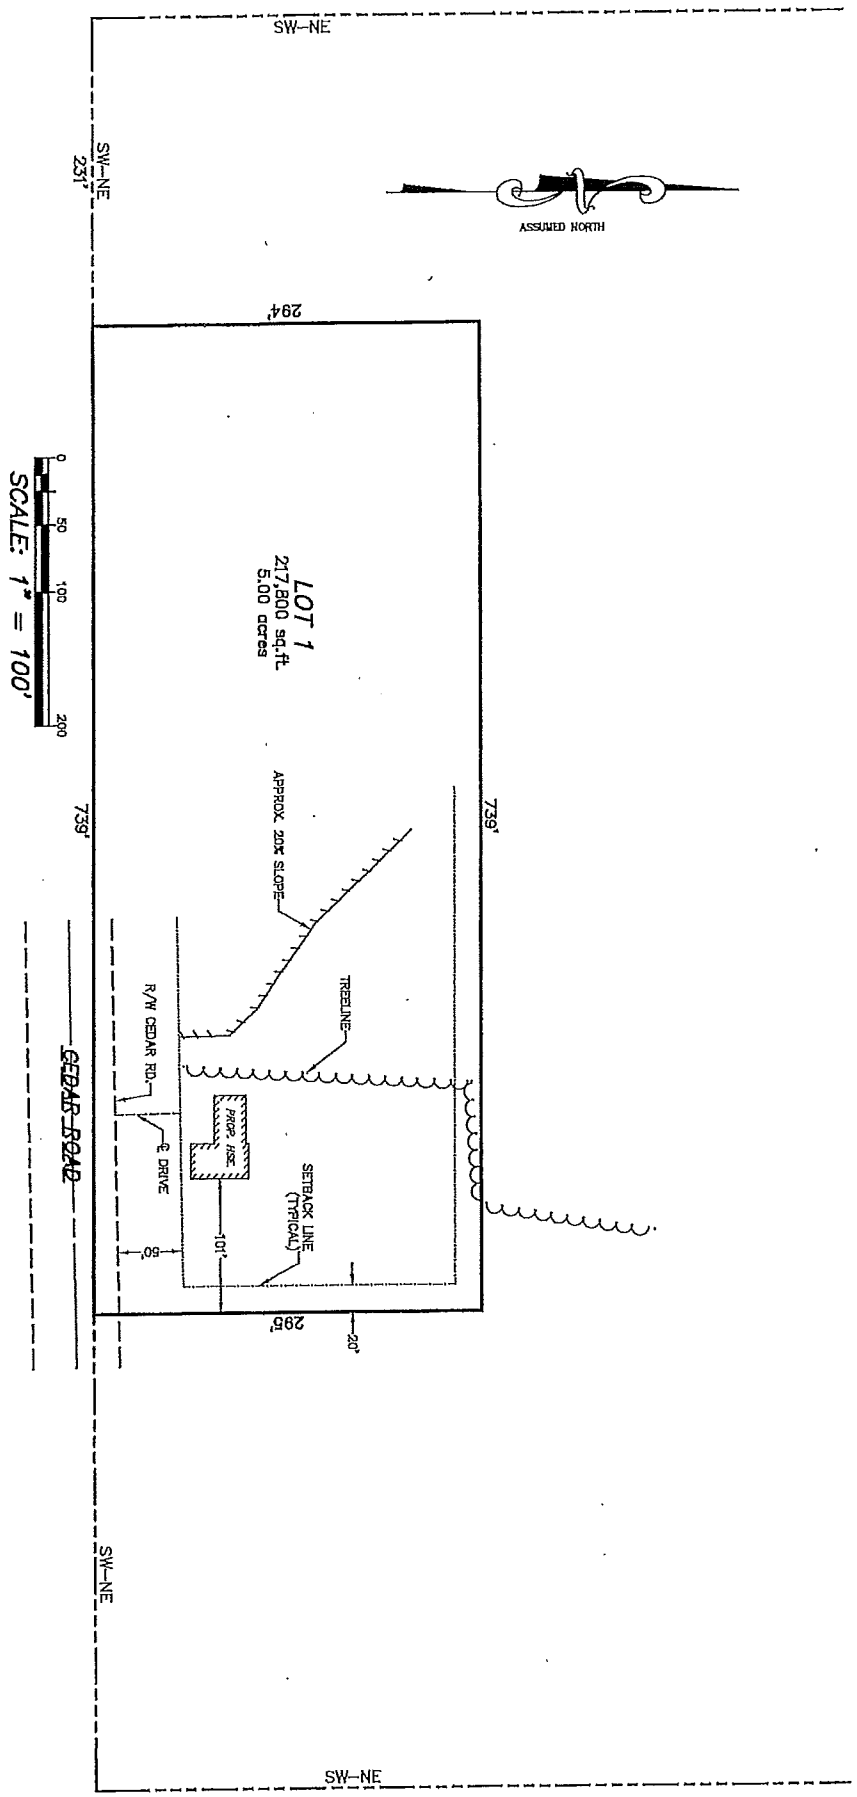 SW-NE
SW-NE
231'
ASSUMED NORTH
294'
LOT 1
217,800 sq.ft.
5.00 acres
0 50 100 200
SCALE: 1" = 100'
739'
739'
APPROX. 20% SLOPE
TREELINE
R/W CEDAR RD.
CEDAR ROAD
PROP. HSE.
℄ DRIVE
SETBACK LINE
(TYPICAL)
50'
101'
295'
20'
SW-NE
SW-NE